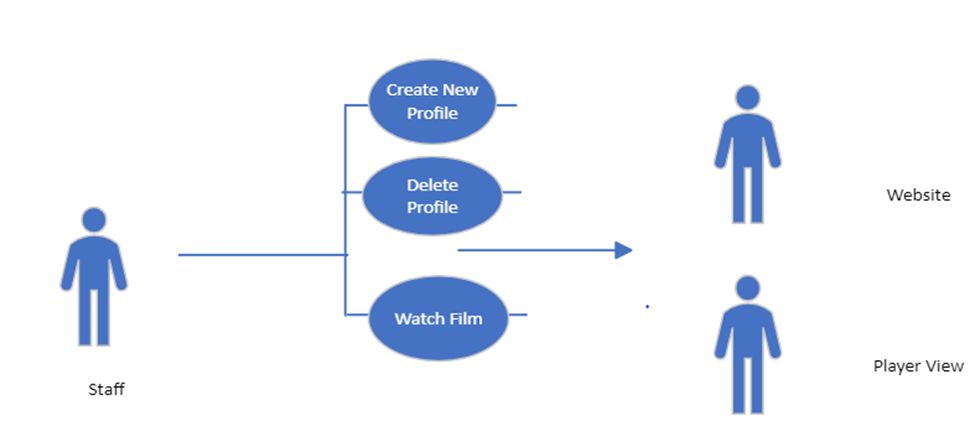 Create New
Profile
Delete
Profile
Website
Watch Film
Player View
Staff